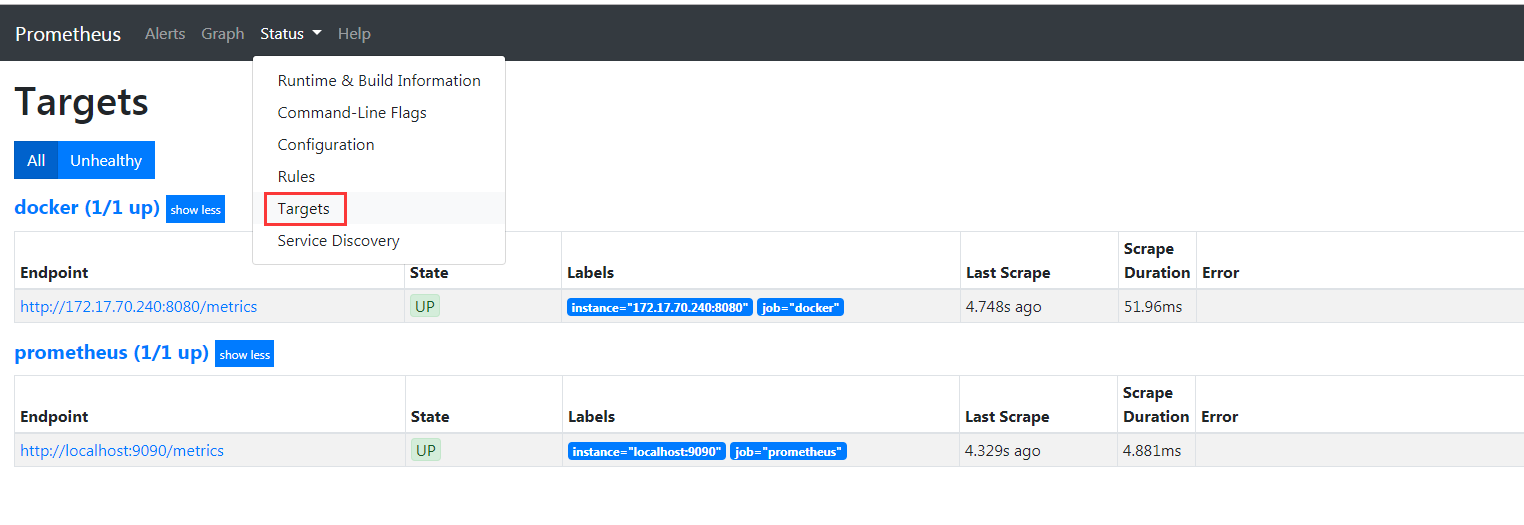 Prometheus Alerts Graph Status Help
Runtime & Build Information
Command-Line Flags
Configuration
Rules
Targets
Service Discovery
Targets
All Unhealthy
docker (1/1 up) show less
Endpoint State Labels Last Scrape Scrape Duration Error
http://172.17.70.240:8080/metrics UP instance="172.17.70.240:8080" job="docker" 4.748s ago 51.96ms
prometheus (1/1 up) show less
Endpoint State Labels Last Scrape Scrape Duration Error
http://localhost:9090/metrics UP instance="localhost:9090" job="prometheus" 4.329s ago 4.881ms